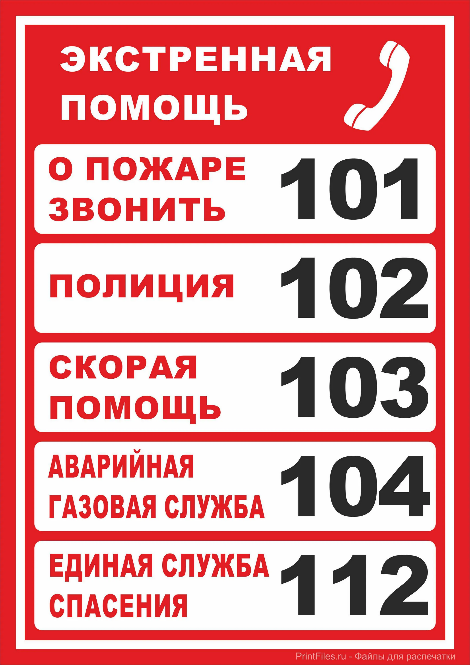 ЭКСТРЕННАЯ
ПОМОЩЬ
О ПОЖАРЕ
ЗВОНИТЬ
101
ПОЛИЦИЯ
102
СКОРАЯ
ПОМОЩЬ
103
АВАРИЙНАЯ
ГАЗОВАЯ СЛУЖБА
104
ЕДИНАЯ СЛУЖБА
СПАСЕНИЯ
112
PrintFiles.ru - Файлы для распечатки